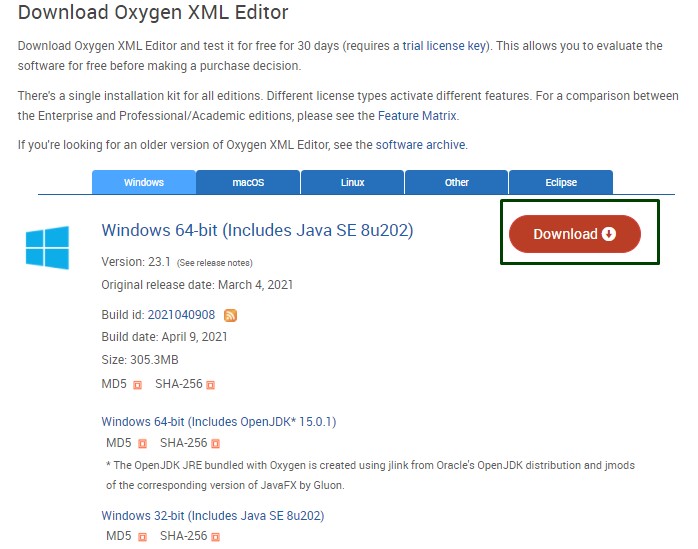 Download Oxygen XML Editor
Download Oxygen XML Editor and test it for free for 30 days (requires a trial license key). This allows you to evaluate the
software for free before making a purchase decision.
There's a single installation kit for all editions. Different license types activate different features. For a comparison between
the Enterprise and Professional/Academic editions, please see the Feature Matrix.
If you're looking for an older version of Oxygen XML Editor, see the software archive.
Windows macOS Linux Other Eclipse
Windows 64-bit (Includes Java SE 8u202) Download
Version: 23.1 (See release notes)
Original release date: March 4, 2021
Build id: 2021040908
Build date: April 9, 2021
Size: 305.3MB
MD5 SHA-256
Windows 64-bit (Includes OpenJDK* 15.0.1)
MD5 SHA-256
* The OpenJDK JRE bundled with Oxygen is created using jlink from Oracle's OpenJDK distribution and jmods
of the corresponding version of JavaFX by Gluon.
Windows 32-bit (Includes Java SE 8u202)
MD5 SHA-256